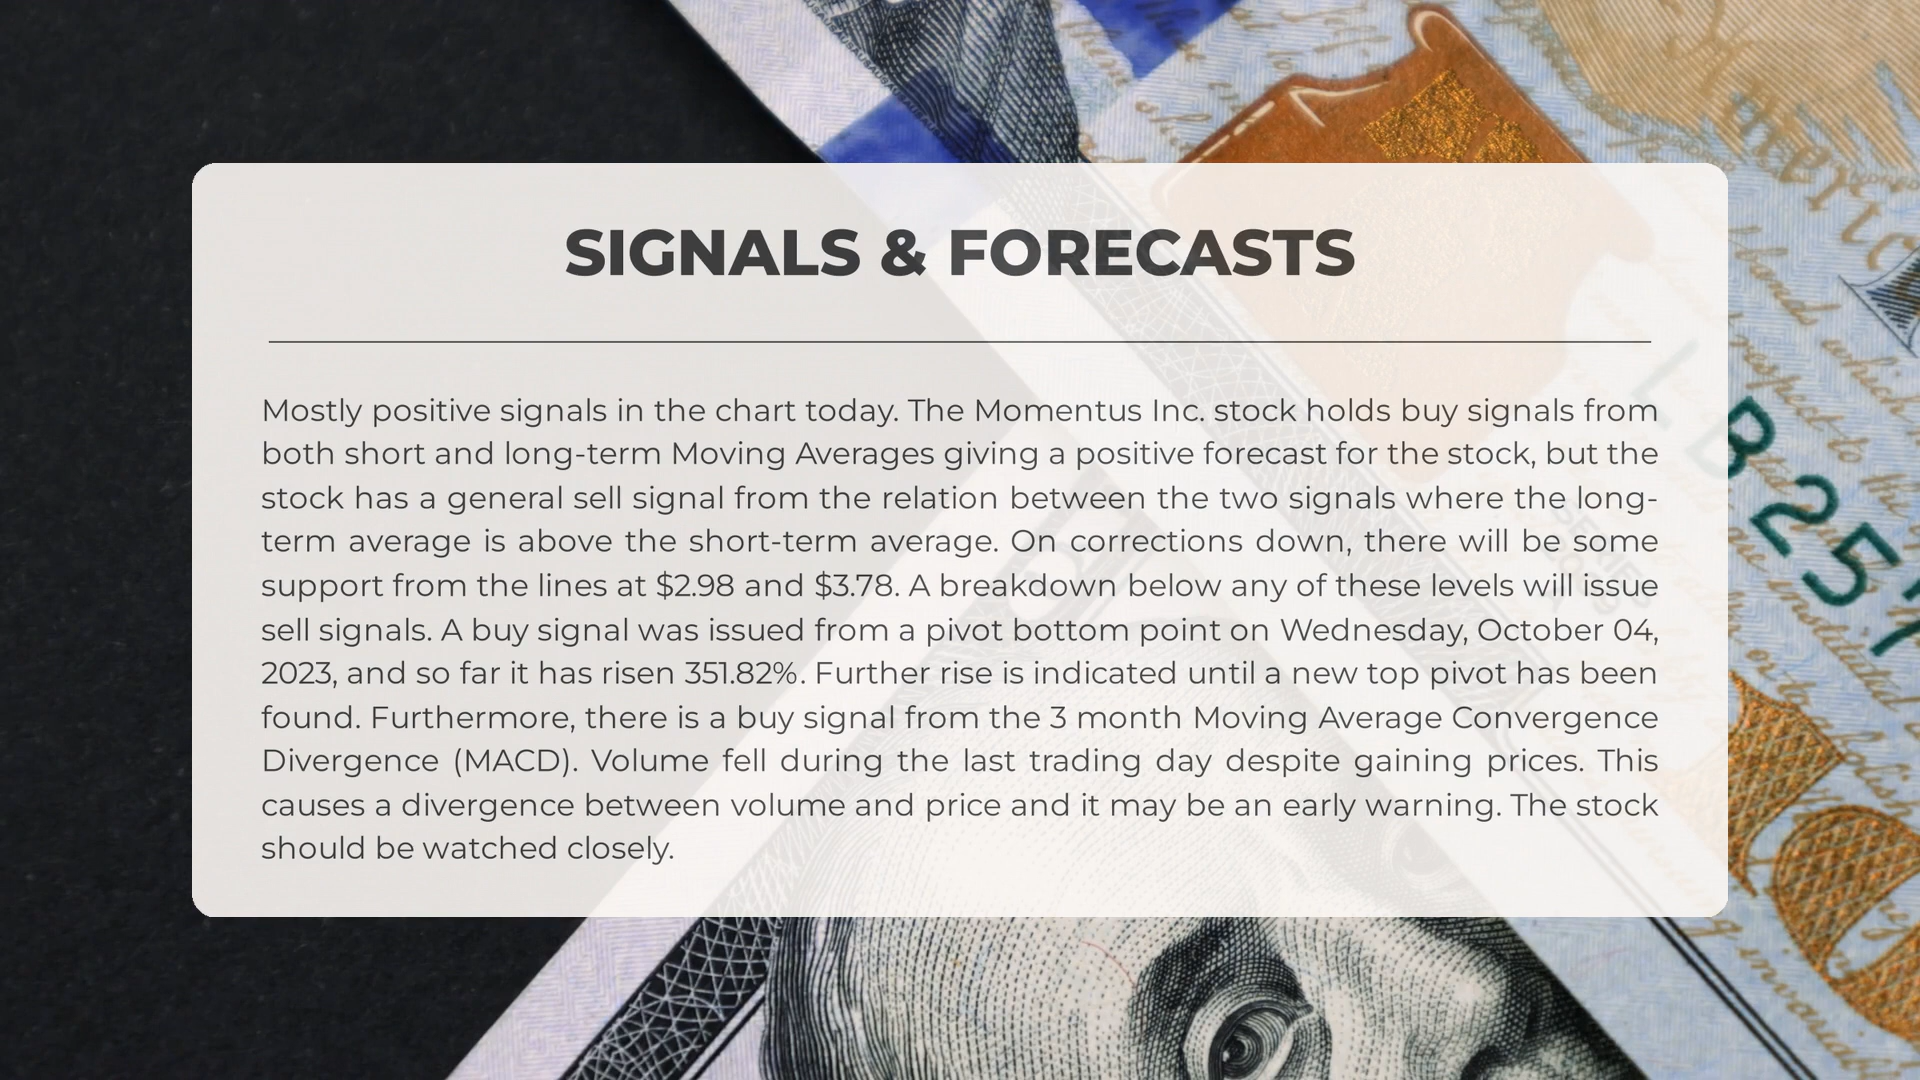 SIGNALS & FORECASTS
Mostly positive signals in the chart today. The Momentus Inc. stock holds buy signals from
both short and long-term Moving Averages giving a positive forecast for the stock, but the
stock has a general sell signal from the relation between the two signals where the long-
term average is above the short-term average. On corrections down, there will be some
support from the lines at $2.98 and $3.78. A breakdown below any of these levels will issue
sell signals. A buy signal was issued from a pivot bottom point on Wednesday, October 04,
2023, and so far it has risen 351.82%. Further rise is indicated until a new top pivot has been
found. Furthermore, there is a buy signal from the 3 month Moving Average Convergence
Divergence (MACD). Volume fell during the last trading day despite gaining prices. This
causes a divergence between volume and price and it may be an early warning. The stock
should be watched closely.